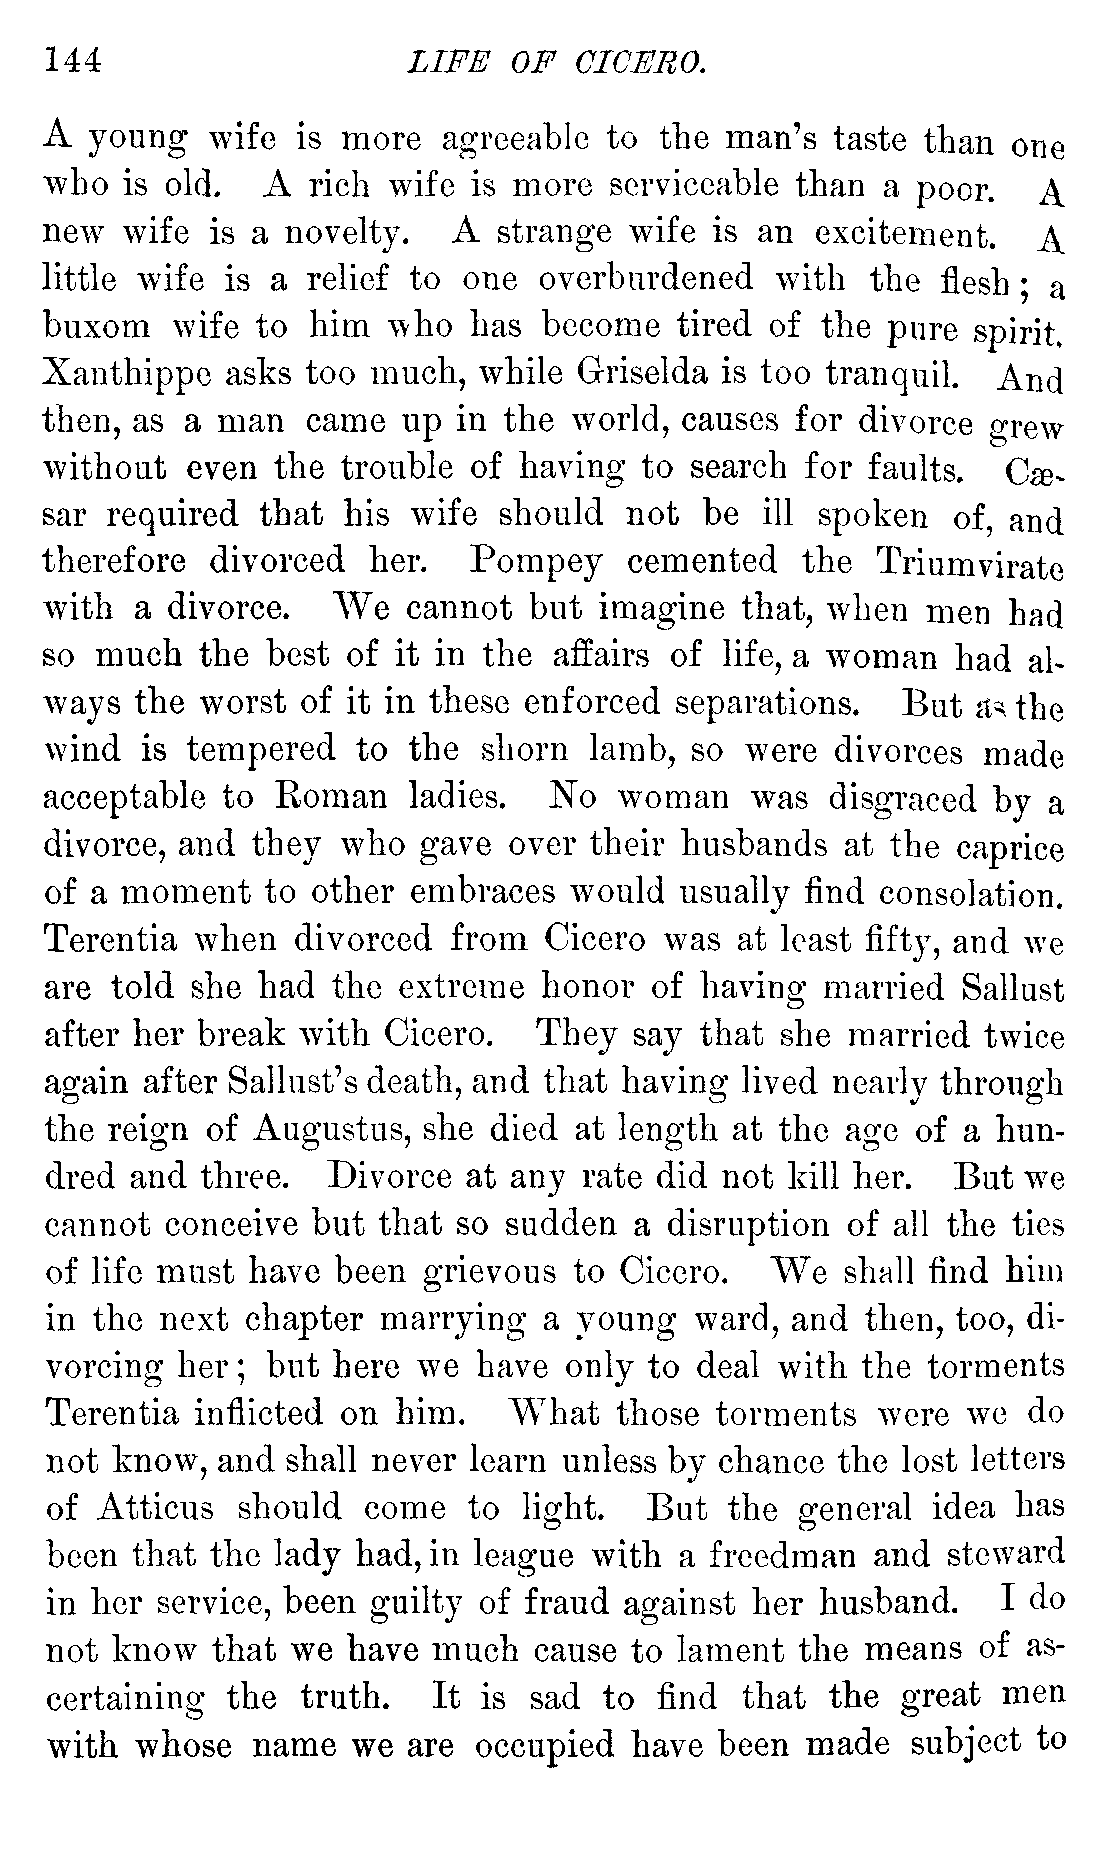 144 LIFE OF CICERO.
A young wife is more agreeable to the man's taste than one
who is old. A rich wife is more serviceable than a poor. A
new wife is a novelty. A strange wife is an excitement. A
little wife is a relief to one overburdened with the flesh; a
buxom wife to him who has become tired of the pure spirit.
Xanthippe asks too much, while Griselda is too tranquil. And
then, as a man came up in the world, causes for divorce grew
without even the trouble of having to search for faults. Cæ-
sar required that his wife should not be ill spoken of, and
therefore divorced her. Pompey cemented the Triumvirate
with a divorce. We cannot but imagine that, when men had
so much the best of it in the affairs of life, a woman had al-
ways the worst of it in these enforced separations. But as the
wind is tempered to the shorn lamb, so were divorces made
acceptable to Roman ladies. No woman was disgraced by a
divorce, and they who gave over their husbands at the caprice
of a moment to other embraces would usually find consolation.
Terentia when divorced from Cicero was at least fifty, and we
are told she had the extreme honor of having married Sallust
after her break with Cicero. They say that she married twice
again after Sallust's death, and that having lived nearly through
the reign of Augustus, she died at length at the age of a hun-
dred and three. Divorce at any rate did not kill her. But we
cannot conceive but that so sudden a disruption of all the ties
of life must have been grievous to Cicero. We shall find him
in the next chapter marrying a young ward, and then, too, di-
vorcing her; but here we have only to deal with the torments
Terentia inflicted on him. What those torments were we do
not know, and shall never learn unless by chance the lost letters
of Atticus should come to light. But the general idea has
been that the lady had, in league with a freedman and steward
in her service, been guilty of fraud against her husband. I do
not know that we have much cause to lament the means of as-
certaining the truth. It is sad to find that the great men
with whose name we are occupied have been made subject to